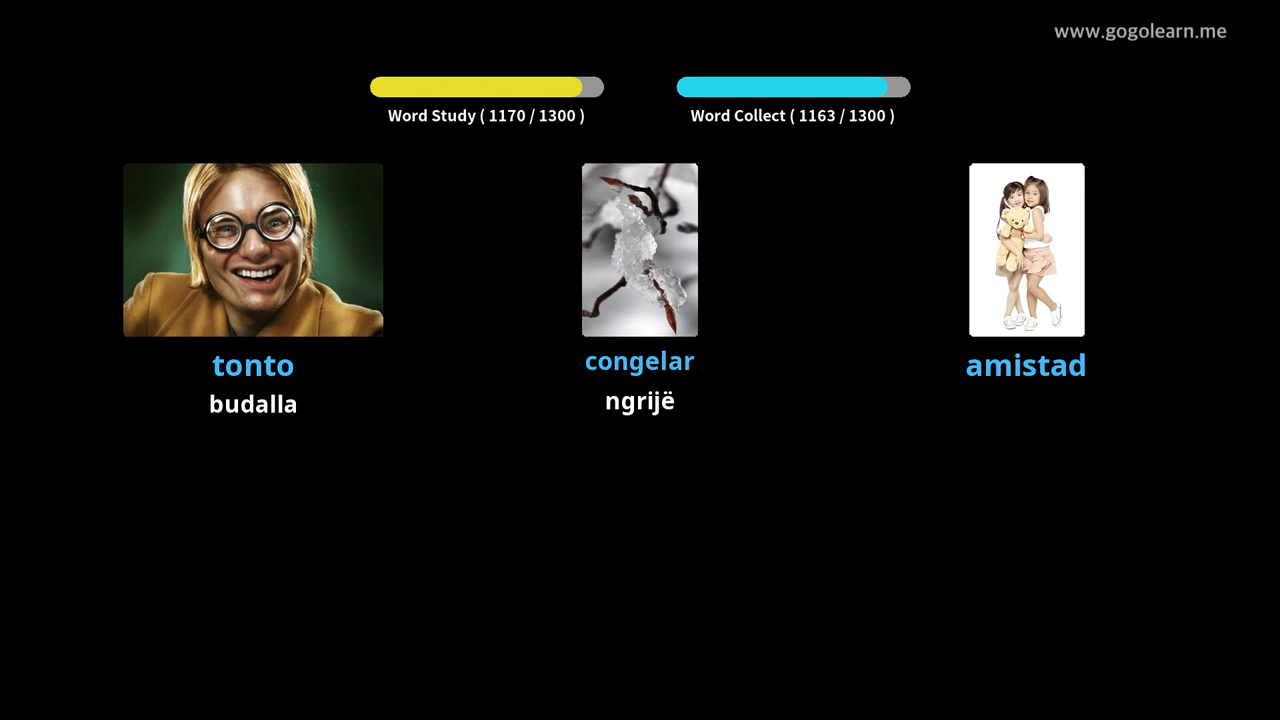 www.gogolearn.me
Word Study ( 1170 / 1300 )
Word Collect ( 1163 / 1300 )
tonto
budalla
congelar
ngrijë
amistad